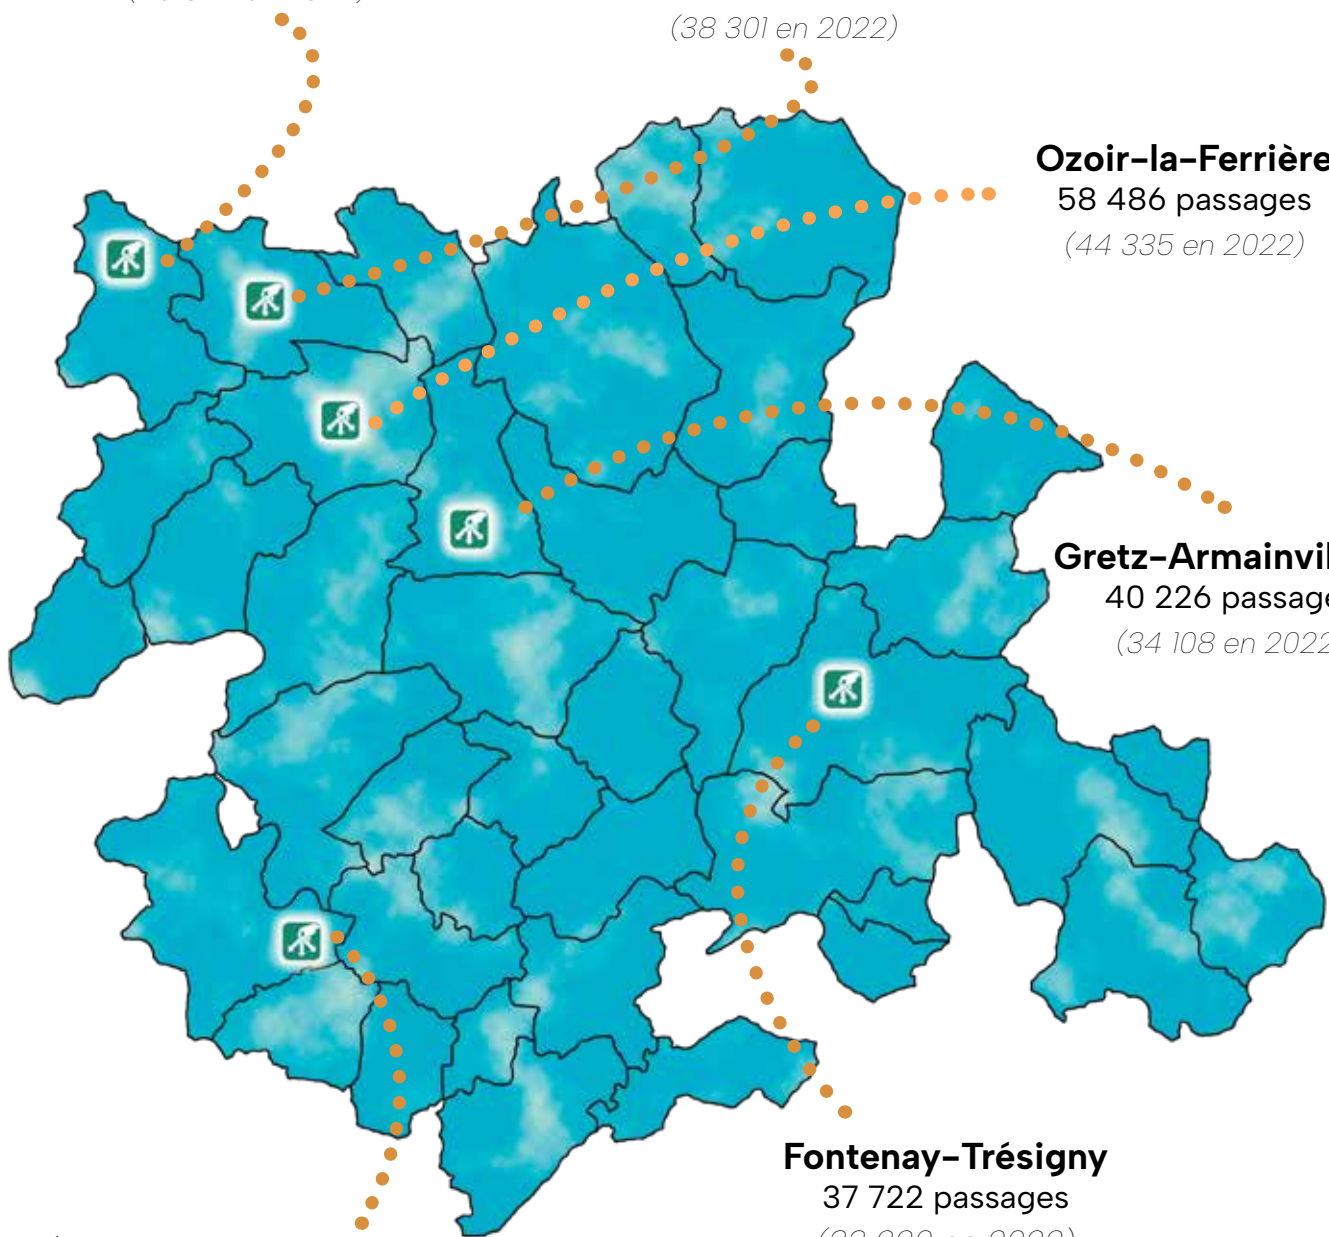 (38 301 en 2022)
Ozoir-la-Ferrière
58 486 passages
(44 335 en 2022)
Gretz-Armainvil
40 226 passage
(34 108 en 2022
Fontenay-Trésigny
37 722 passages